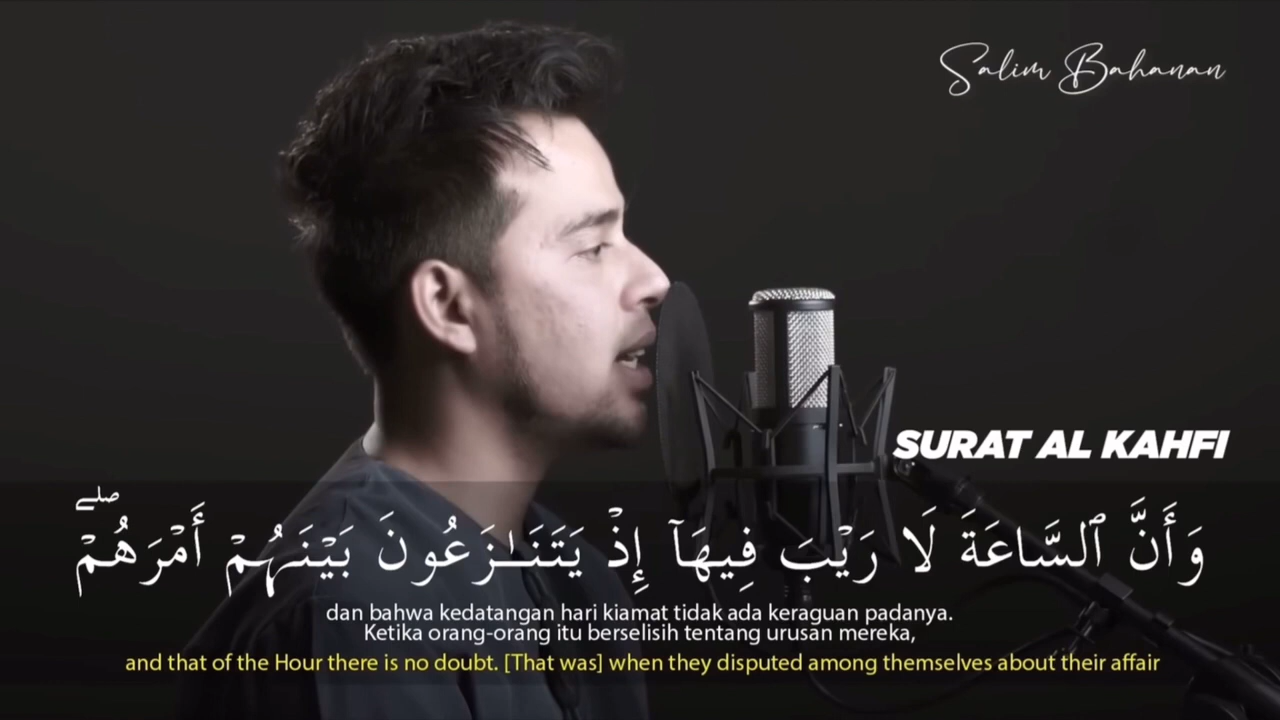 Salim Bahanan
SURAT AL KAHFI
وَأَنَّ ٱلسَّاعَةَ لَا رَيْبَ فِيهَآ إِذْ يَتَنَـٰزَعُونَ بَيْنَهُمْ أَمْرَهُمْ ۖ
dan bahwa kedatangan hari kiamat tidak ada keraguan padanya.
Ketika orang-orang itu berselisih tentang urusan mereka,
and that of the Hour there is no doubt. [That was] when they disputed among themselves about their affair